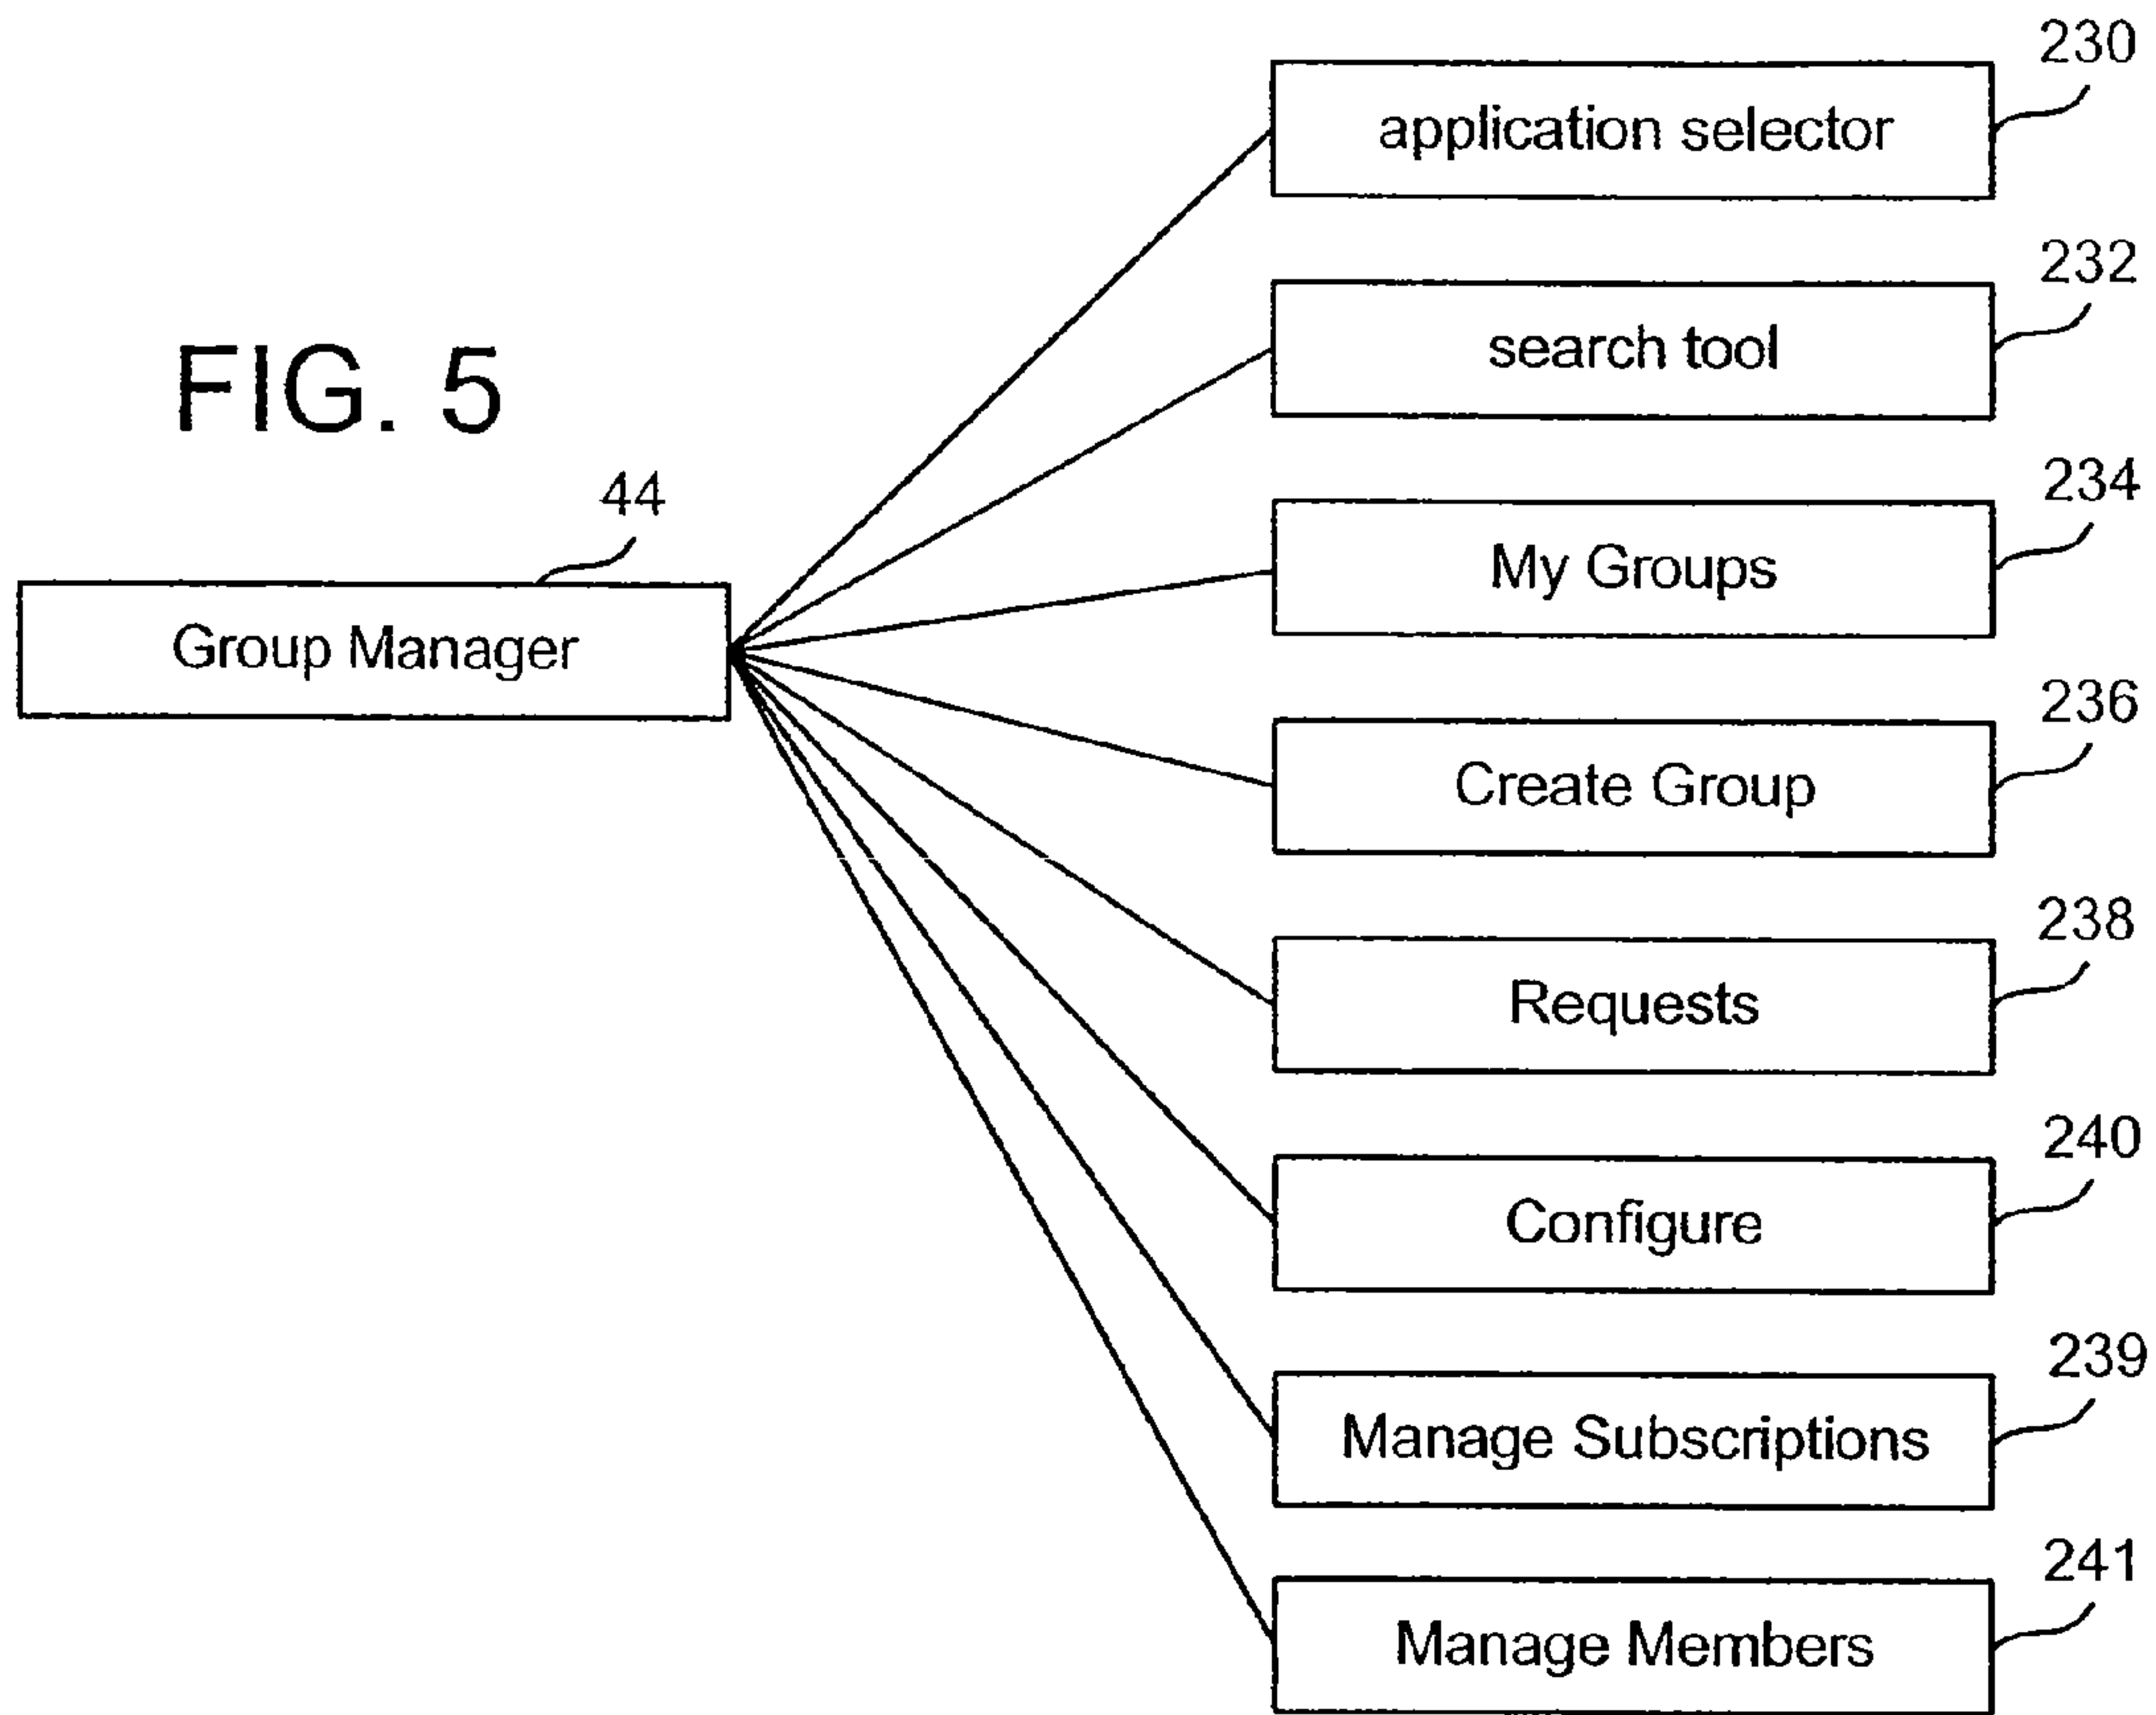 230
application selector
232
search tool
FIG. 5
234
44
My Groups
Group Manager
236
Create Group
238
Requests
240
Configure
239
Manage Subscriptions
241
Manage Members